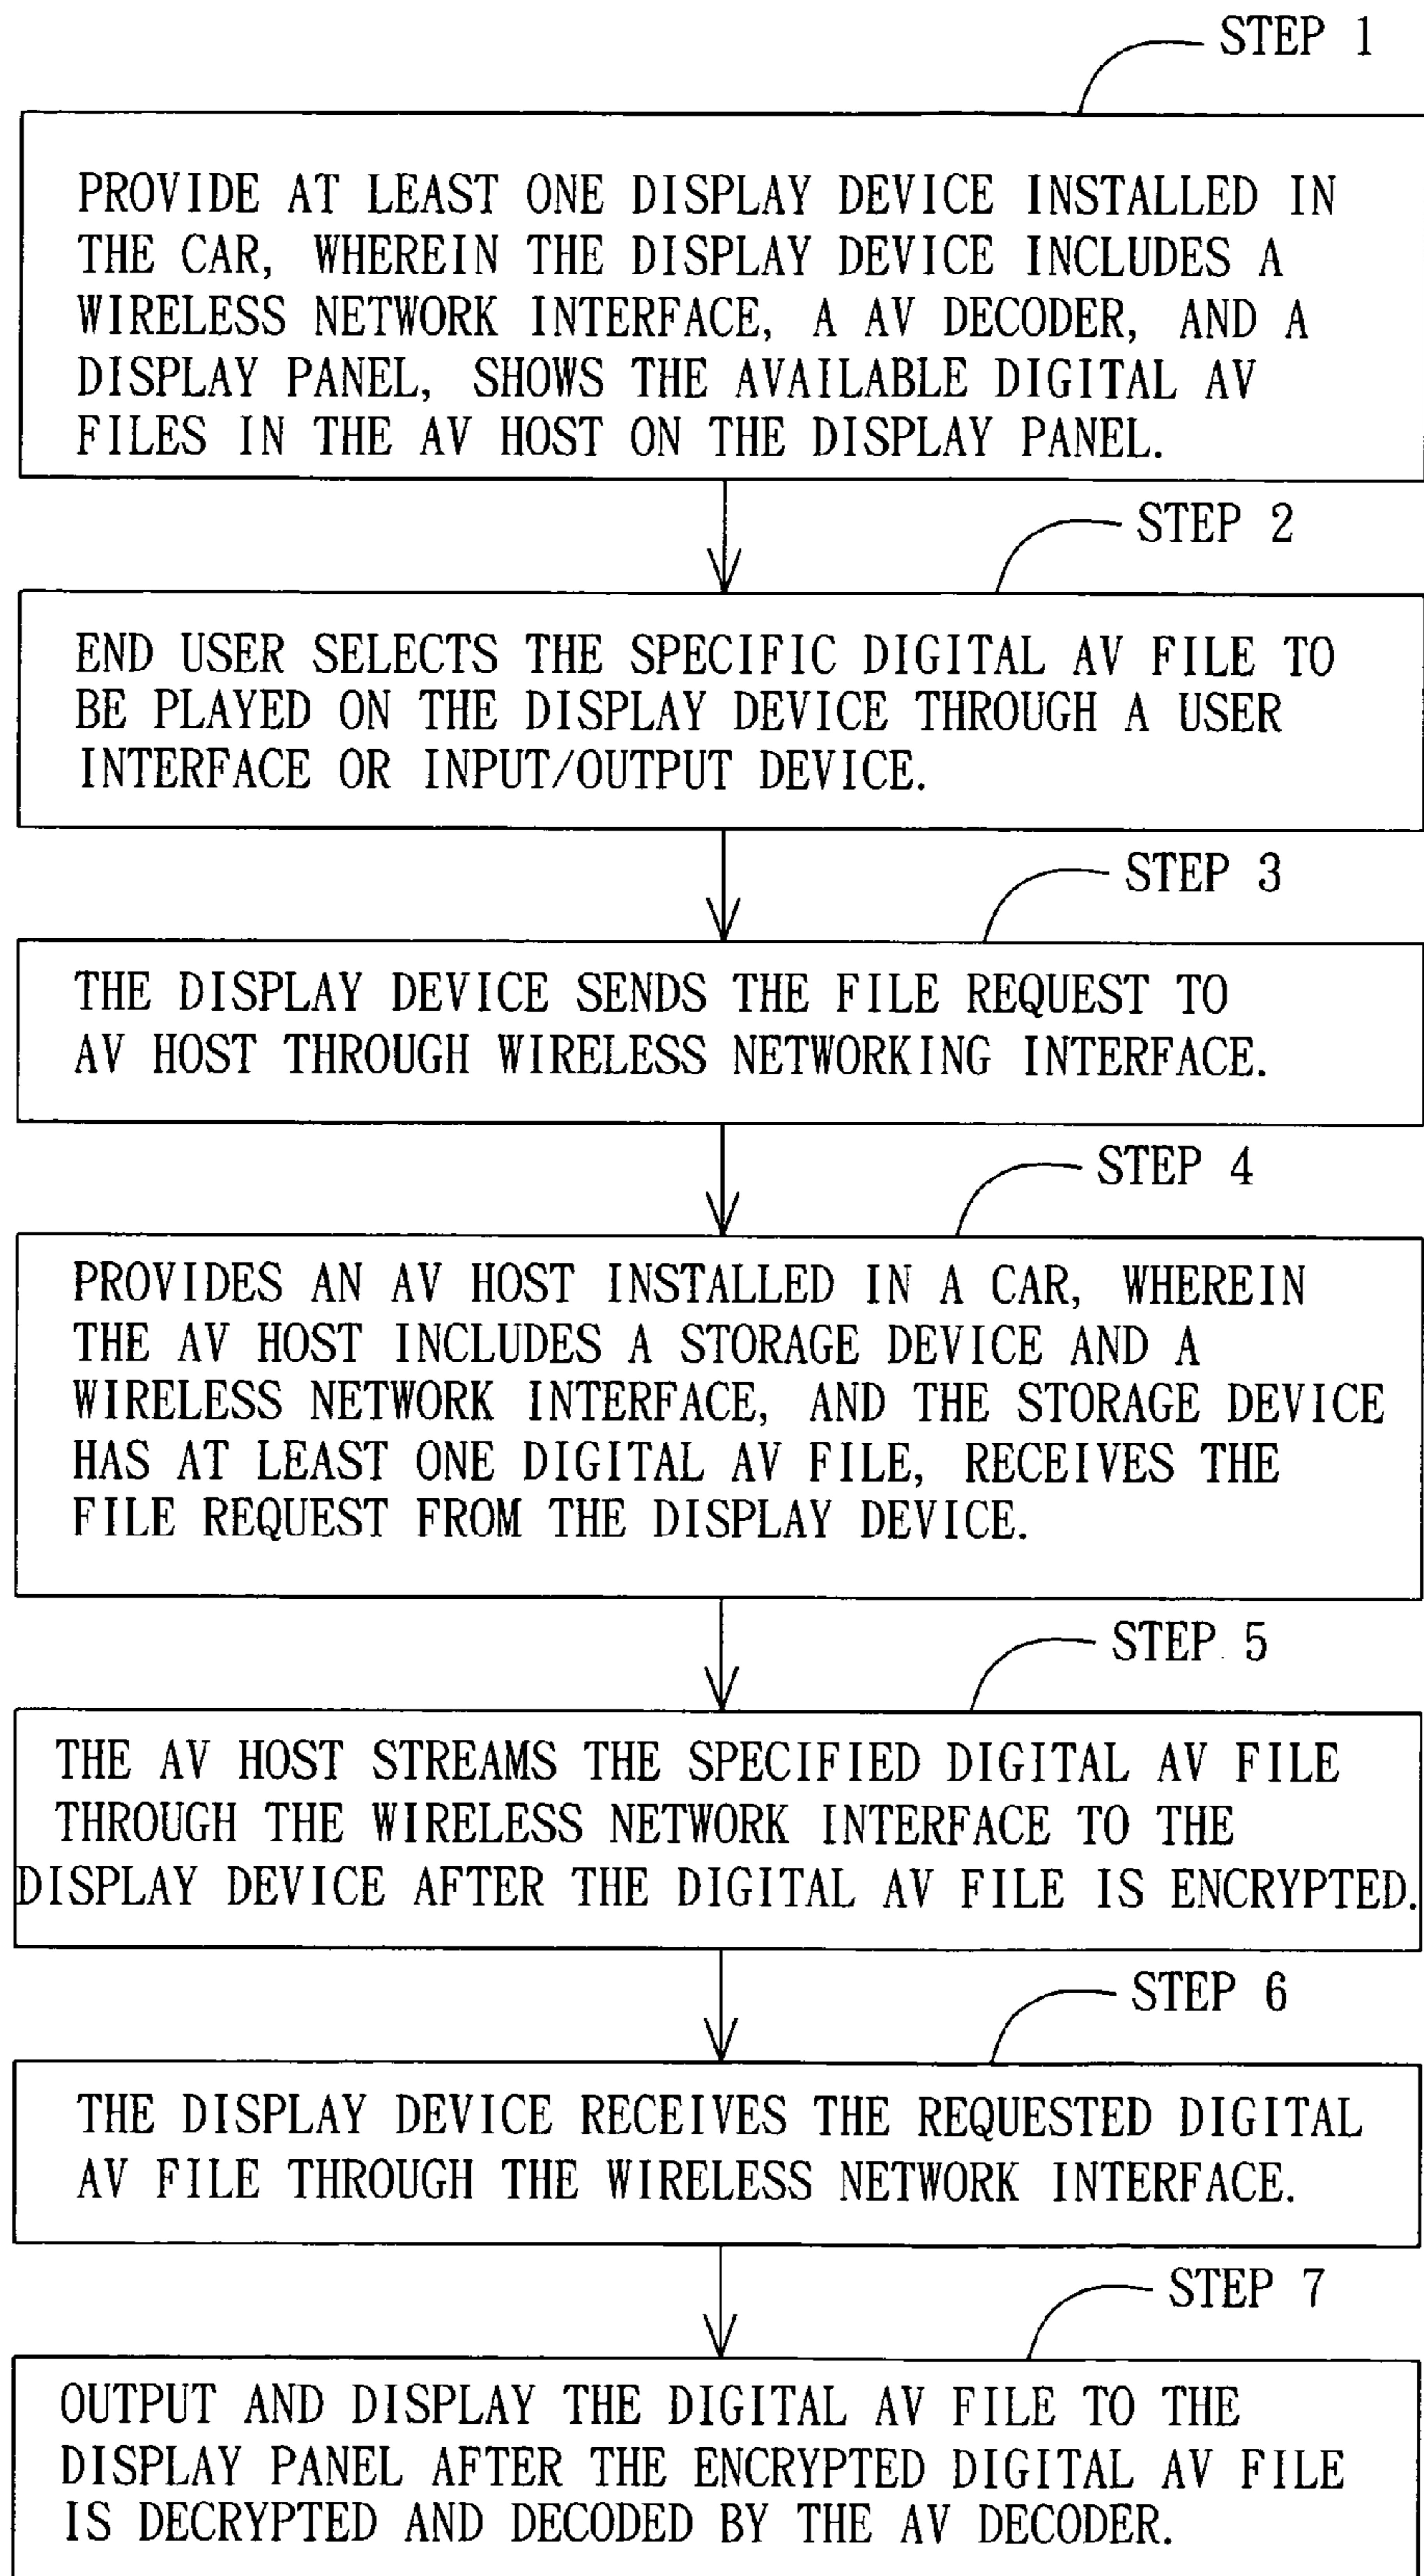 STEP 1
PROVIDE AT LEAST ONE DISPLAY DEVICE INSTALLED IN
THE CAR, WHEREIN THE DISPLAY DEVICE INCLUDES A
WIRELESS NETWORK INTERFACE, A AV DECODER, AND A
DISPLAY PANEL, SHOWS THE AVAILABLE DIGITAL AV
FILES IN THE AV HOST ON THE DISPLAY PANEL.
STEP 2
END USER SELECTS THE SPECIFIC DIGITAL AV FILE TO
BE PLAYED ON THE DISPLAY DEVICE THROUGH A USER
INTERFACE OR INPUT/OUTPUT DEVICE.
STEP 3
THE DISPLAY DEVICE SENDS THE FILE REQUEST TO
AV HOST THROUGH WIRELESS NETWORKING INTERFACE.
STEP 4
PROVIDES AN AV HOST INSTALLED IN A CAR, WHEREIN
THE AV HOST INCLUDES A STORAGE DEVICE AND A
WIRELESS NETWORK INTERFACE, AND THE STORAGE DEVICE
HAS AT LEAST ONE DIGITAL AV FILE, RECEIVES THE
FILE REQUEST FROM THE DISPLAY DEVICE.
STEP 5
THE AV HOST STREAMS THE SPECIFIED DIGITAL AV FILE
THROUGH THE WIRELESS NETWORK INTERFACE TO THE
DISPLAY DEVICE AFTER THE DIGITAL AV FILE IS ENCRYPTED.
STEP 6
THE DISPLAY DEVICE RECEIVES THE REQUESTED DIGITAL
AV FILE THROUGH THE WIRELESS NETWORK INTERFACE.
STEP 7
OUTPUT AND DISPLAY THE DIGITAL AV FILE TO THE
DISPLAY PANEL AFTER THE ENCRYPTED DIGITAL AV FILE
IS DECRYPTED AND DECODED BY THE AV DECODER.